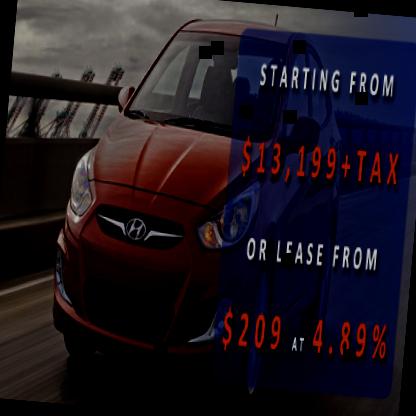 STARTING FROM
$13,199+TAX
OR LEASE FROM
$209 AT 4.89%